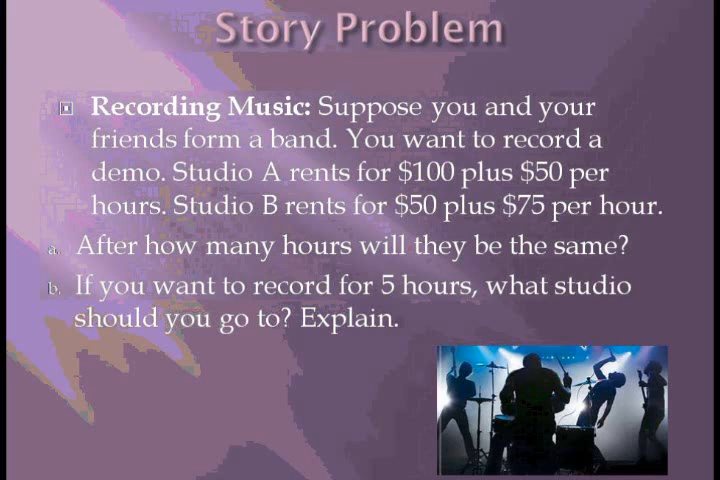 Story Problem
Recording Music: Suppose you and your
friends form a band. You want to record a
demo. Studio A rents for $100 plus $50 per
hours. Studio B rents for $50 plus $75 per hour.
a. After how many hours will they be the same?
b. If you want to record for 5 hours, what studio
should you go to? Explain.